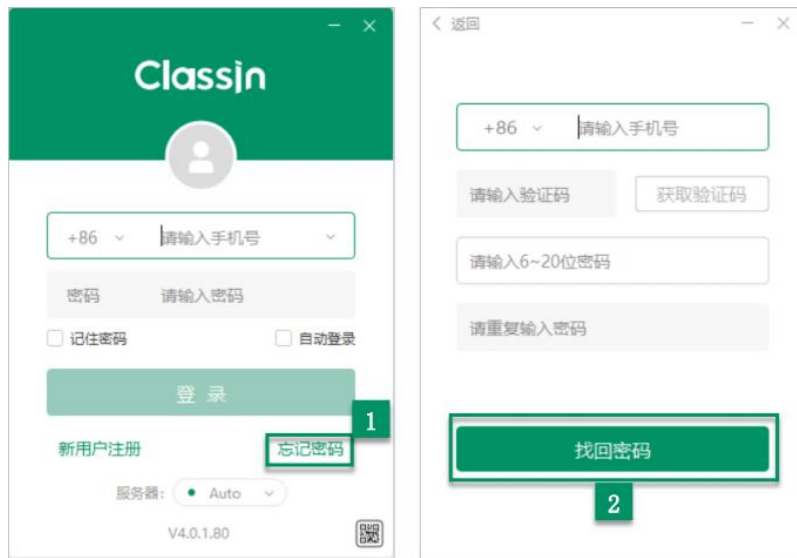 ClassIn
+86 请输入手机号
密码 请输入密码
记住密码 自动登录
登 录
1
新用户注册 忘记密码
服务器： Auto
V4.0.1.80
返回
+86 请输入手机号
请输入验证码 获取验证码
请输入6~20位密码
请重复输入密码
找回密码
2